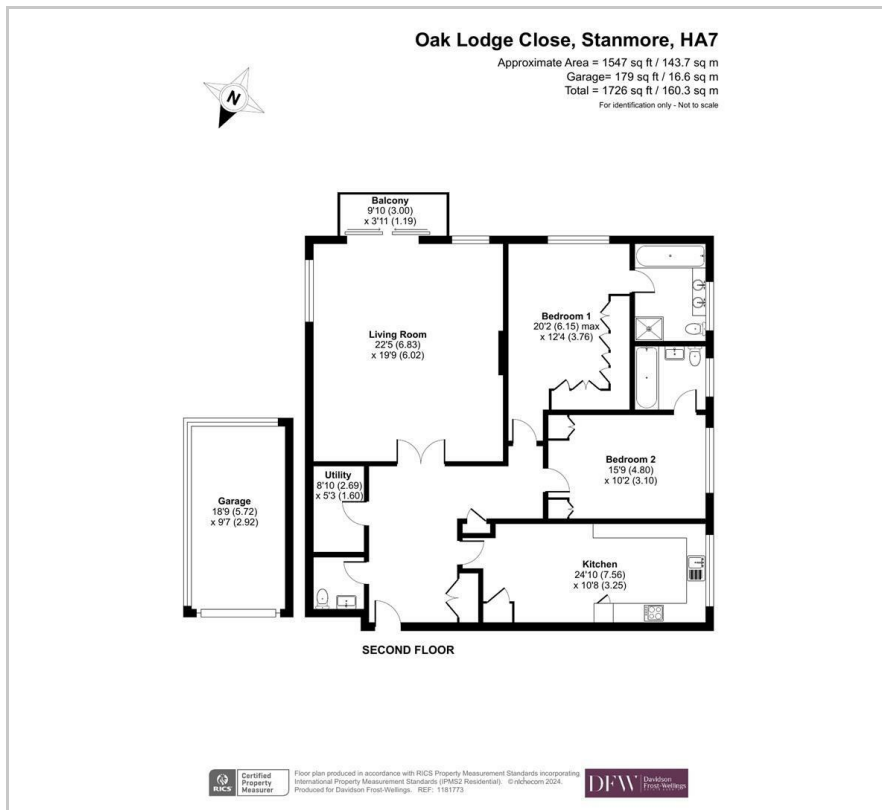 Oak Lodge Close, Stanmore, HA7
Approximate Area = 1547 sq ft / 143.7 sq m
Garage= 179 sq ft / 16.6 sq m
Total = 1726 sq ft / 160.3 sq m
For identification only - Not to scale
N
Balcony
9'10 (3.00)
x 3'11 (1.19)
Living Room
22'5 (6.83)
x 19'9 (6.02)
Bedroom 1
20'2 (6.15) max
x 12'4 (3.76)
Bedroom 2
15'9 (4.80)
x 10'2 (3.10)
Utility
8'10 (2.69)
x 5'3 (1.60)
Garage
18'9 (5.72)
x 9'7 (2.92)
Kitchen
24'10 (7.56)
x 10'8 (3.25)
SECOND FLOOR
RICS
Certified
Property
Measurer
Floor plan produced in accordance with RICS Property Measurement Standards incorporating
International Property Measurement Standards (IPMS2 Residential). © nichecom 2024.
Produced for Davidson Frost-Wellings. REF: 1181773
DFW
Davidson
Frost-Wellings